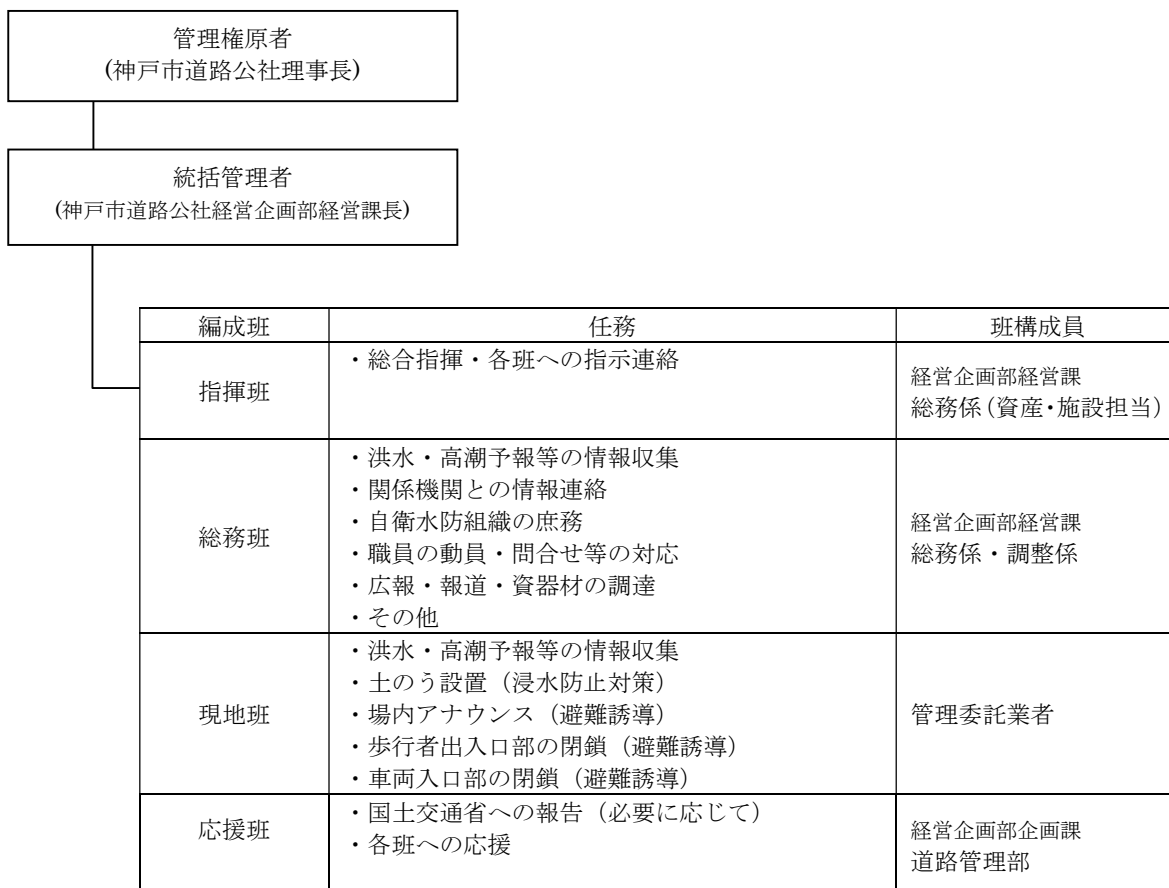 管理権原者
(神戸市道路公社理事長)
統括管理者
(神戸市道路公社経営企画部経営課長)
編成班 任務 班構成員
指揮班
・総合指揮・各班への指示連絡
経営企画部経営課
総務係(資産・施設担当)
総務班
・洪水・高潮予報等の情報収集
・関係機関との情報連絡
・自衛水防組織の庶務
・職員の動員・問合せ等の対応
・広報・報道・資器材の調達
・その他
経営企画部経営課
総務係・調整係
現地班
・洪水・高潮予報等の情報収集
・土のう設置（浸水防止対策）
・場内アナウンス（避難誘導）
・歩行者出入口部の閉鎖（避難誘導）
・車両入口部の閉鎖（避難誘導）
管理委託業者
応援班
・国土交通省への報告（必要に応じて）
・各班への応援
経営企画部企画課
道路管理部